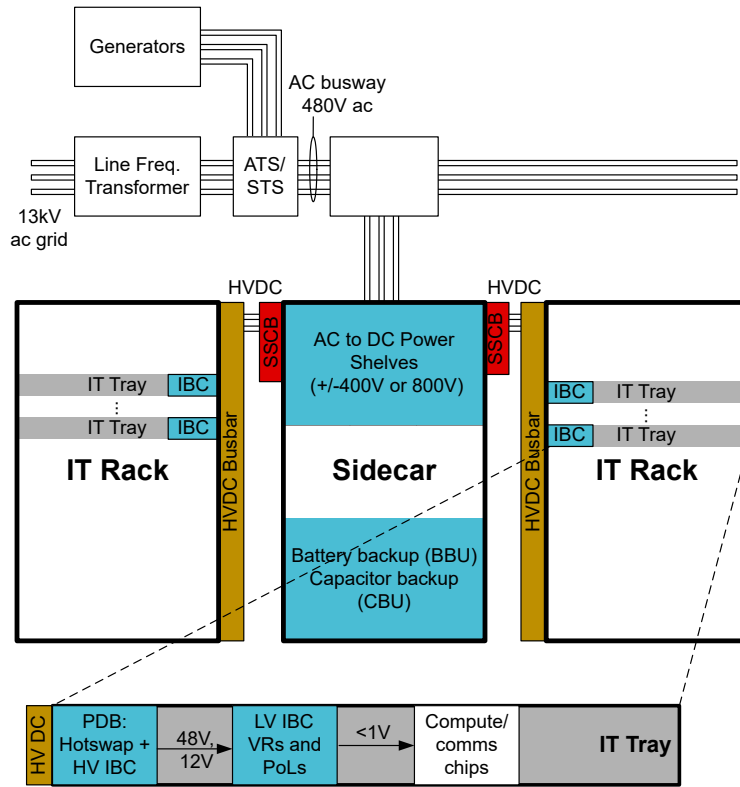 Generators
AC busway
480V ac
Line Freq.
Transformer
ATS/
STS
13kV
ac grid
HVDC
HVDC
SSCB
SSCB
AC to DC Power
Shelves
(+/-400V or 800V)
IT Tray
IBC
...
IT Tray
IBC
IT Rack
HVDC Busbar
Sidecar
Battery backup (BBU)
Capacitor backup
(CBU)
HVDC Busbar
IBC
IT Tray
...
IBC
IT Tray
IT Rack
HV DC
PDB:
Hotswap +
HV IBC
48V,
12V
LV IBC
VRs and
PoLs
<1V
Compute/
comms
chips
IT Tray